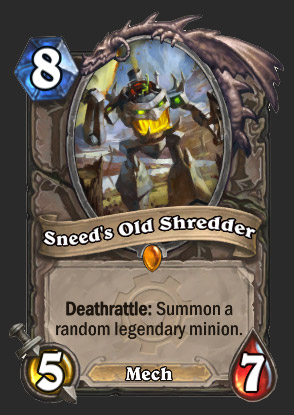 8
Sneed's Old Shredder
Deathrattle: Summon a
random legendary minion.
5
Mech
7